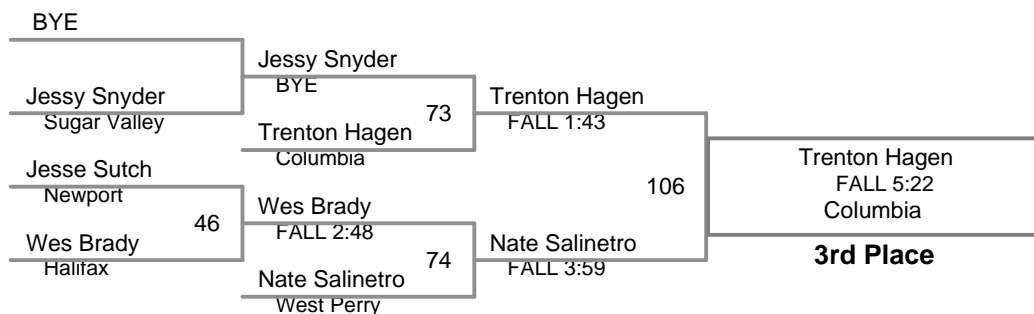 BYE
Jessy Snyder
Sugar Valley
Jesse Sutch
Newport
46
Wes Brady
Halifax
Jessy Snyder
BYE
73
Trenton Hagen
Columbia
Wes Brady
FALL 2:48
74
Nate Salinetro
West Perry
Trenton Hagen
FALL 1:43
106
Nate Salinetro
FALL 3:59
Trenton Hagen
FALL 5:22
Columbia
3rd Place